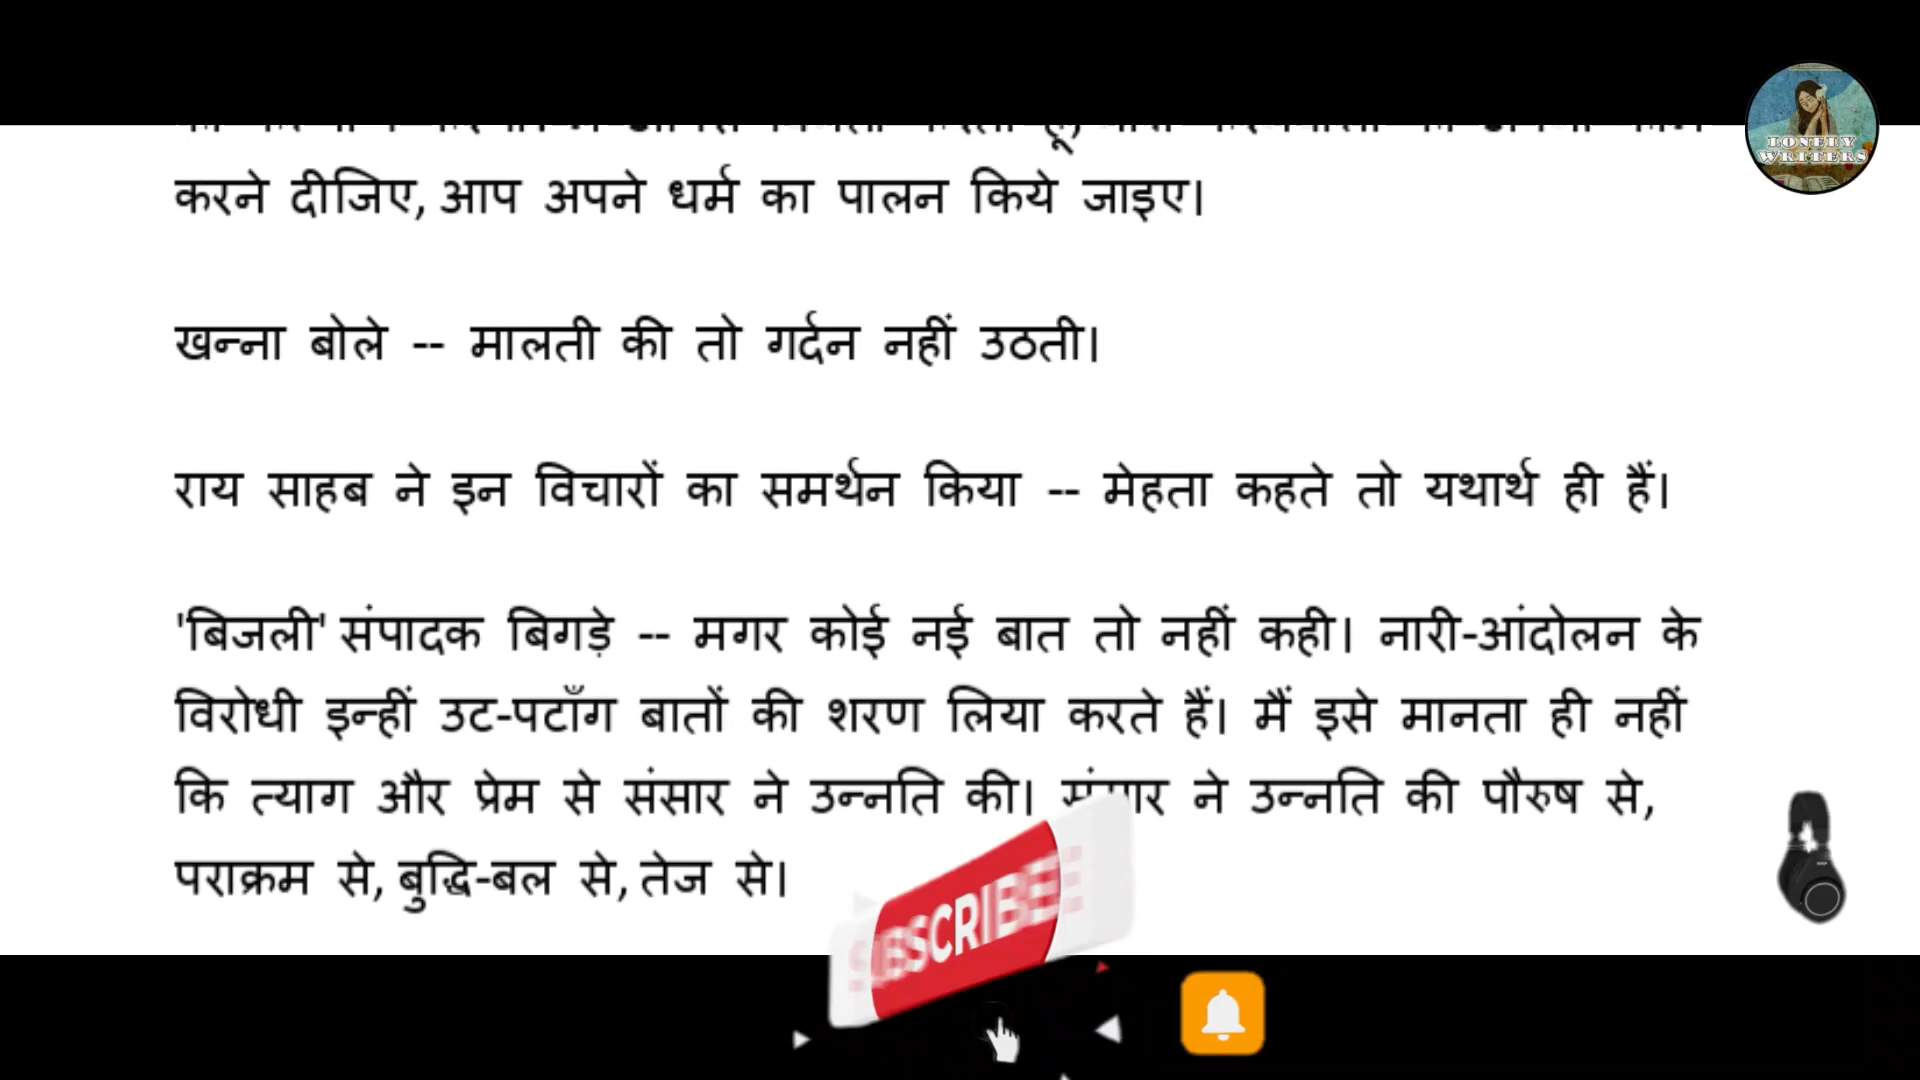 करने दीजिए, आप अपने धर्म का पालन किये जाइए।
खन्ना बोले -- मालती की तो गर्दन नहीं उठती।
राय साहब ने इन विचारों का समर्थन किया -- मेहता कहते तो यथार्थ ही हैं।
'बिजली' संपादक बिगड़े -- मगर कोई नई बात तो नहीं कही। नारी-आंदोलन के
विरोधी इन्हीं उट-पटाँग बातों की शरण लिया करते हैं। मैं इसे मानता ही नहीं
कि त्याग और प्रेम से संसार ने उन्नति की। संसार ने उन्नति की पौरुष से,
पराक्रम से, बुद्धि-बल से, तेज से।
SUBSCRIBE
LONELY
WRITERS